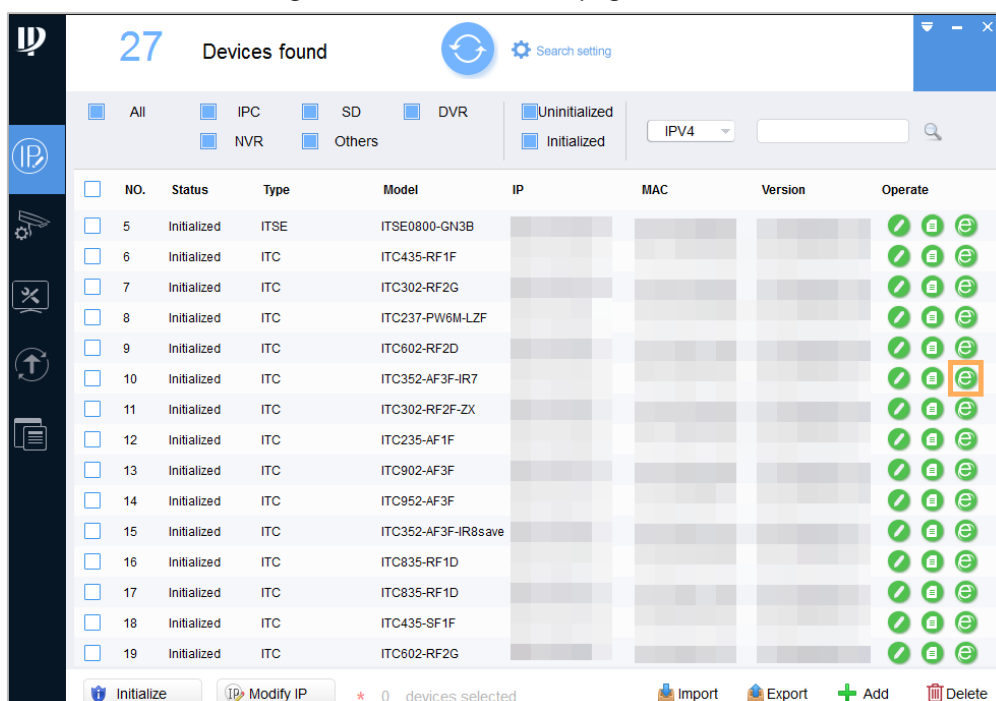 27 Devices found Search setting
All IPC SD DVR Uninitialized
NVR Others Initialized
IPV4
NO. Status Type Model IP MAC Version Operate
5 Initialized ITSE ITSE0800-GN3B
6 Initialized ITC ITC435-RF1F
7 Initialized ITC ITC302-RF2G
8 Initialized ITC ITC237-PW6M-LZF
9 Initialized ITC ITC602-RF2D
10 Initialized ITC ITC352-AF3F-IR7
11 Initialized ITC ITC302-RF2F-ZX
12 Initialized ITC ITC235-AF1F
13 Initialized ITC ITC902-AF3F
14 Initialized ITC ITC952-AF3F
15 Initialized ITC ITC352-AF3F-IR8save
16 Initialized ITC ITC835-RF1D
17 Initialized ITC ITC835-RF1D
18 Initialized ITC ITC435-SF1F
19 Initialized ITC ITC602-RF2G
Initialize IP Modify IP * 0 devices selected Import Export Add Delete